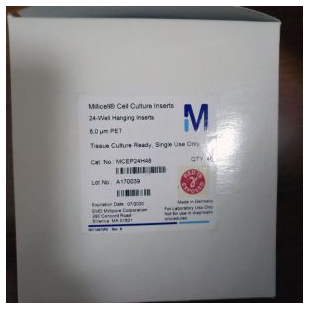 Millicell® Cell Culture Inserts
24-Well Hanging Inserts
8.0 µm PET
Tissue Culture Ready, Single Use Only
M
Cat. No. MCEP24H48
QTY 48
Lot No. A170039
Expiration Date 07/2020
EMD Millipore Corporation
290 Concord Road
Billerica, MA 01821
Made in Germany
For Laboratory Use Only
Not for use in diagnostic
procedures